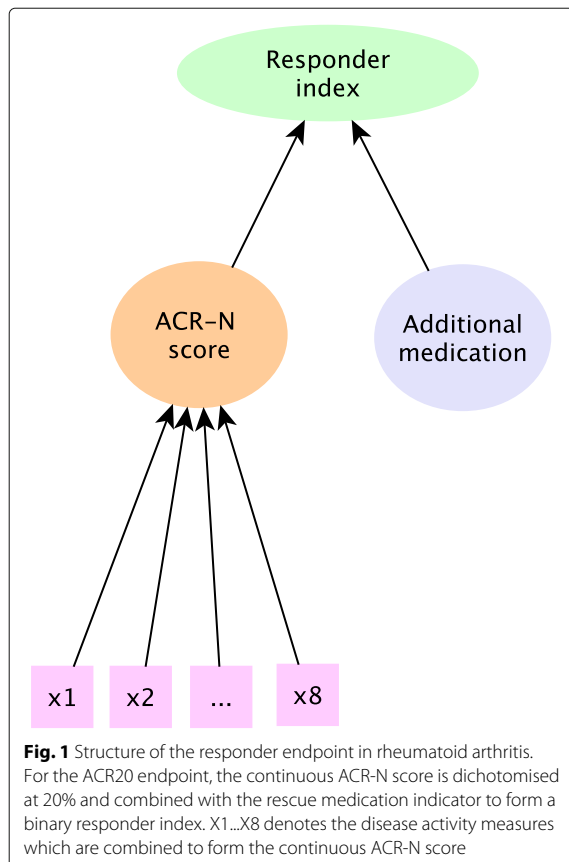 Responder
index
ACR–N
score
Additional
medication
x1 x2 ... x8
Fig. 1 Structure of the responder endpoint in rheumatoid arthritis.
For the ACR20 endpoint, the continuous ACR-N score is dichotomised
at 20% and combined with the rescue medication indicator to form a
binary responder index. X1...X8 denotes the disease activity measures
which are combined to form the continuous ACR-N score